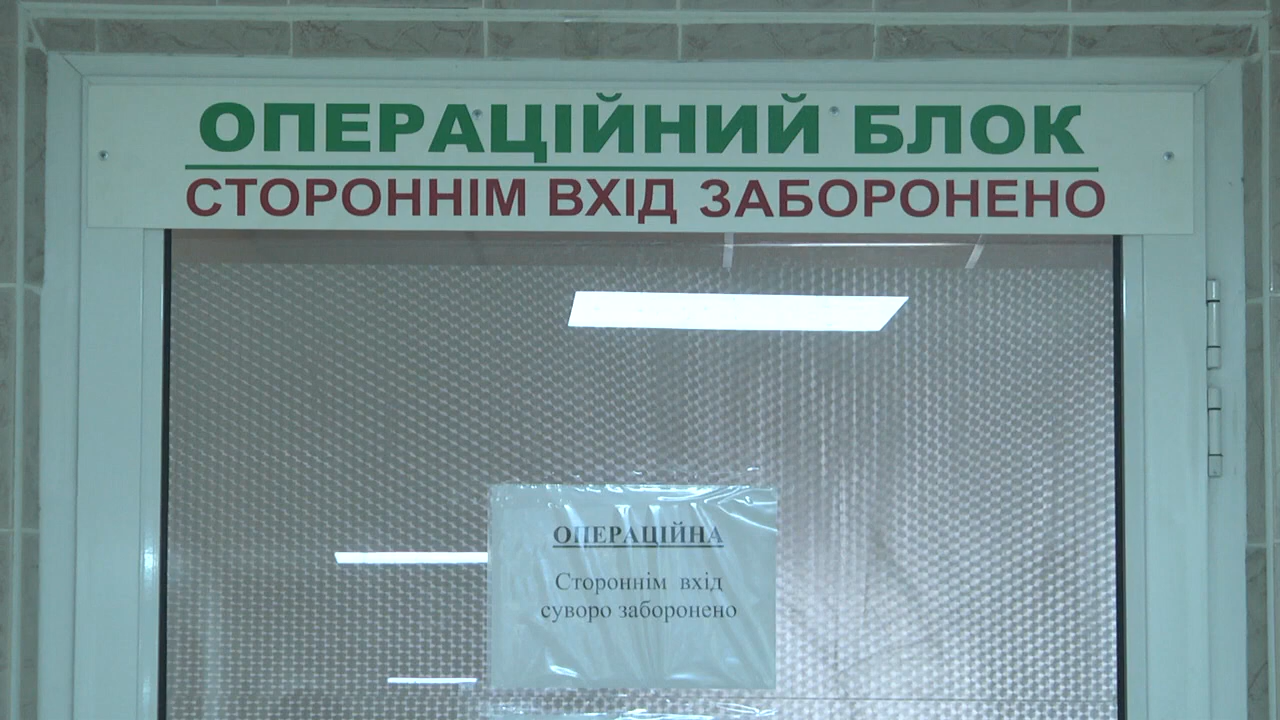 ОПЕРАЦІЙНИЙ БЛОК
СТОРОННІМ ВХІД ЗАБОРОНЕНО
ОПЕРАЦІЙНА
Стороннім вхід
суворо заборонено